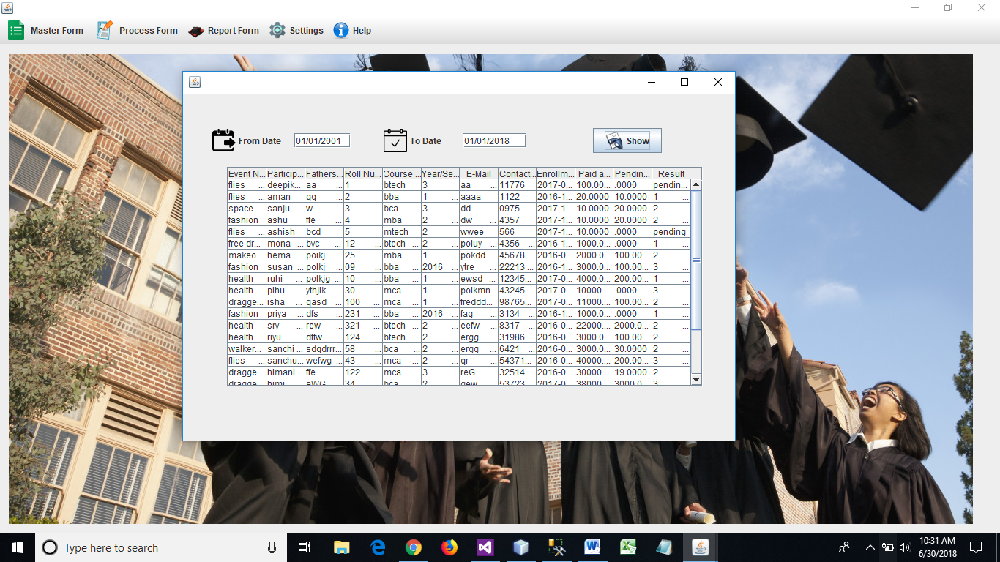 Master Form Process Form Report Form Settings Help
From Date 01/01/2001 To Date 01/01/2018 Show
Event N... Particip... Fathers... Roll Nu... Course ... Year/Se... E-Mail Contact... Enrollm... Paid a... Pendin... Result
flies ... deepik... aa ... 1 ... btech 3 aa ... 11776 2017-0... 100.00... .0000 pendin...
flies ... aman qq ... 2 ... bba 1 ... aaaa 1122 2016-1... 20.0000 10.0000 1 ...
space sanju w ... 3 ... bca 3 ... dd ... 0975 2017-1... 10.0000 20.0000 2 ...
fashion ashu ffe ... 4 ... mba 2 ... dw ... 4357 2017-1... 10.0000 20.0000 2 ...
flies ... ashish bcd ... 5 ... mtech 2 ... wwee 566 2017-1... 10.0000 .0000 pending
free dr... mona ... bvc ... 12 ... btech ... 2 ... poiuy ... 4356 ... 2016-1... 1000.0... .0000 1 ...
makeo... hema ... poikj ... 25 ... mba ... 1 ... pokdd ... 45678... 2016-0... 2000.0... 100.00... 2 ...
fashion susan ... polkj ... 09 ... bba ... 2016 ... ytre ... 22213 ... 2016-1... 3000.0... 100.00... 3 ...
health ruhi ... polkjg ... 10 ... bba ... 1 ... ewsd ... 12345... 2017-0... 4000.0... 200.00... 1 ...
health pihu ... ythjik ... 30 ... mca ... 1 ... polkmn... 43245... 2017-0... 10000... .0000 3 ...
dragge... isha ... qasd ... 100 ... mca ... 1 ... freddd... 98765... 2017-0... 11000... 100.00... 2 ...
fashion priya ... dfs ... 231 ... bba ... 2016 ... fag ... 3134 ... 2016-1... 1000.0... .0000 1 ...
health srv ... rew ... 321 ... btech ... 2 ... eefw ... 8317 ... 2016-0... 22000... 2000.0... 2 ...
health riyu ... dffw ... 124 ... btech ... 2 ... ergg ... 31986 ... 2016-0... 3000.0... 100.00... 2 ...
walker... sanchi ... sdqdrrr... 58 ... bca ... 2 ... ergg ... 6421 ... 2016-0... 3000.0... 30.0000 2 ...
flies ... sanchu... wefwg ... 43 ... mca ... 2 ... qr ... 54371... 2016-0... 40000... 200.00... 3 ...
dragge... himani ... ffe ... 122 ... mca ... 3 ... reG ... 32514... 2016-0... 30000... 19.0000 2 ...
dragge... himi ... eWG ... 34 ... bca ... 2 ... 53723... 2017-0... 38000... 3000.0... 3 ...
Type here to search
10:31 AM
6/30/2018